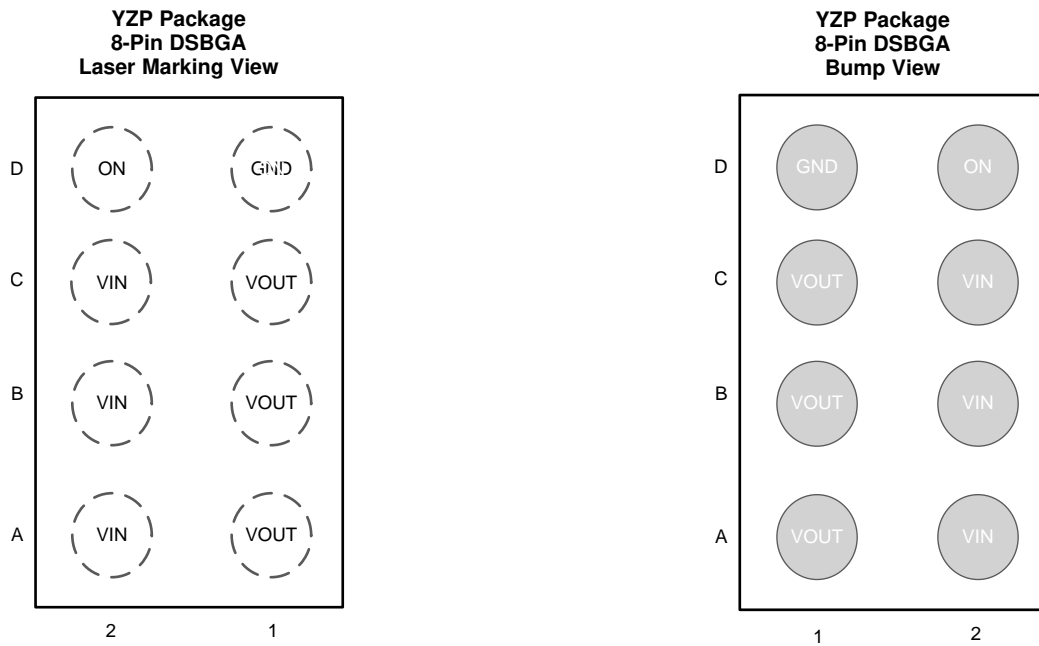 YZP Package
8-Pin DSBGA
Laser Marking View
D
ON
GND
C
VIN
VOUT
B
VIN
VOUT
A
VIN
VOUT
2
1
YZP Package
8-Pin DSBGA
Bump View
D
GND
ON
C
VOUT
VIN
B
VOUT
VIN
A
VOUT
VIN
1
2